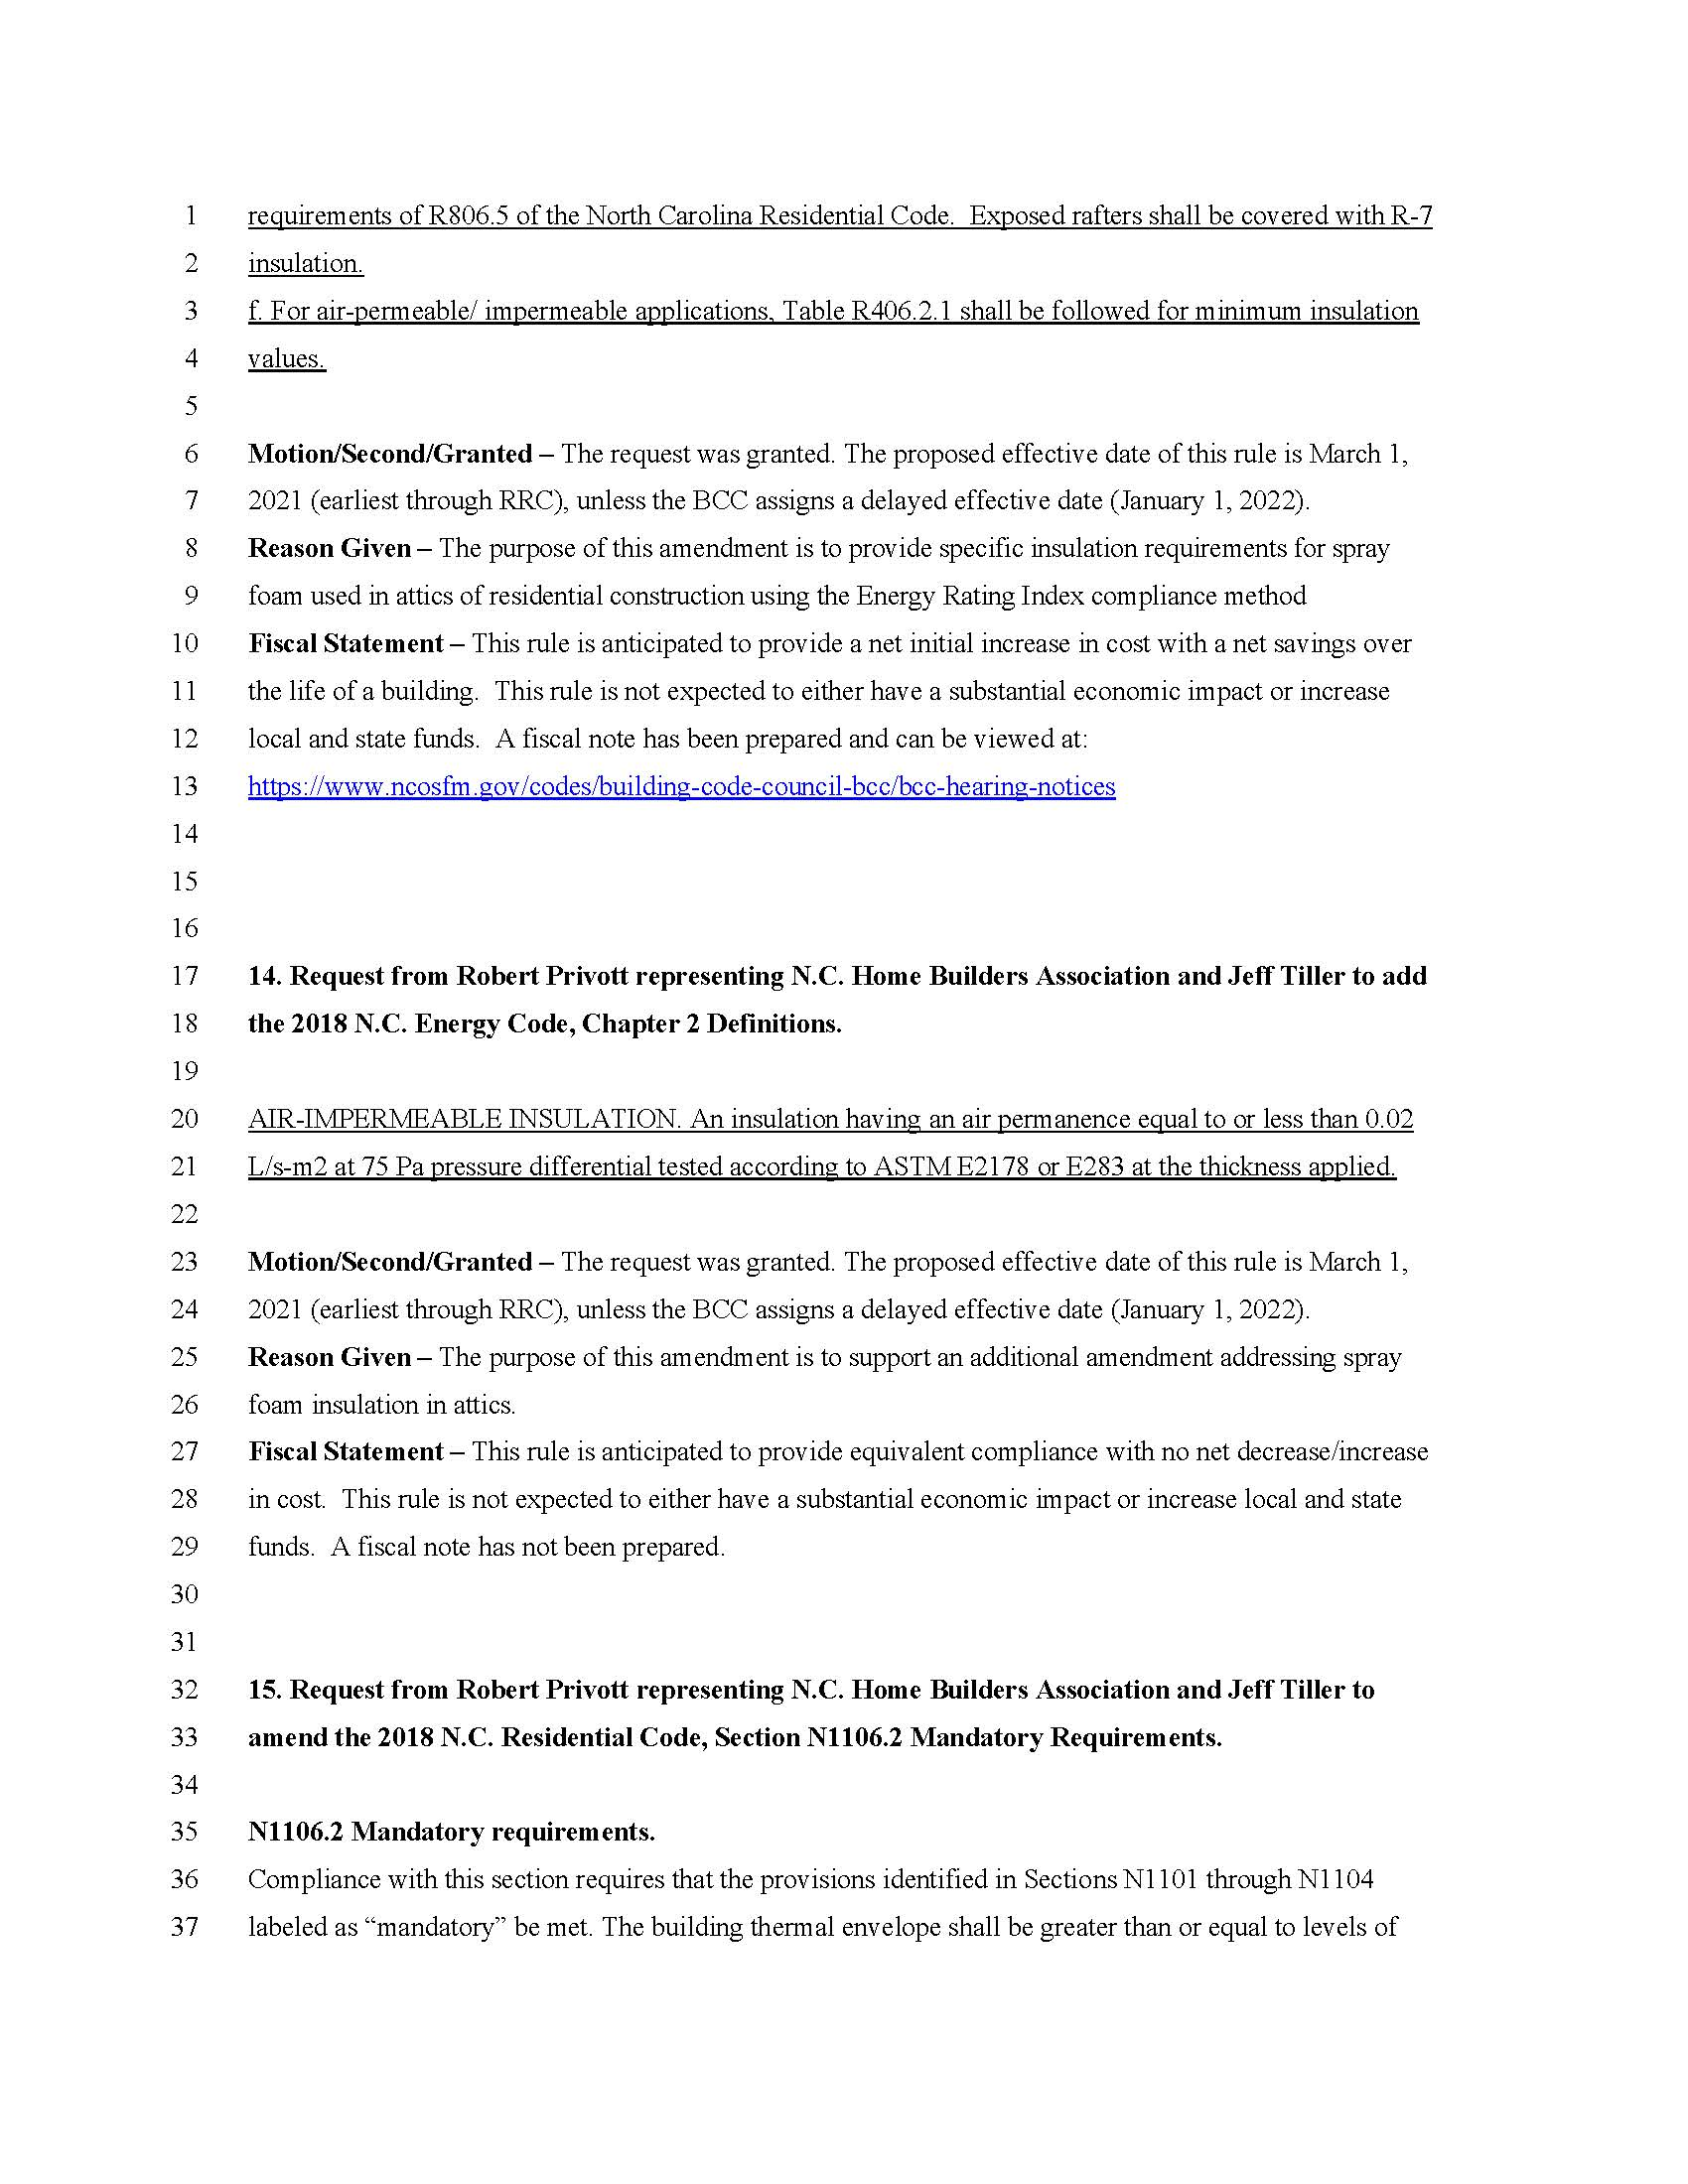 1 requirements of R806.5 of the North Carolina Residential Code.  Exposed rafters shall be covered with R-7
2 insulation.
3 f. For air-permeable/ impermeable applications, Table R406.2.1 shall be followed for minimum insulation
4 values.
5
6 Motion/Second/Granted – The request was granted. The proposed effective date of this rule is March 1,
7 2021 (earliest through RRC), unless the BCC assigns a delayed effective date (January 1, 2022).
8 Reason Given – The purpose of this amendment is to provide specific insulation requirements for spray
9 foam used in attics of residential construction using the Energy Rating Index compliance method
10 Fiscal Statement – This rule is anticipated to provide a net initial increase in cost with a net savings over
11 the life of a building.  This rule is not expected to either have a substantial economic impact or increase
12 local and state funds.  A fiscal note has been prepared and can be viewed at:
13 https://www.ncosfm.gov/codes/building-code-council-bcc/bcc-hearing-notices
14
15
16
17 14. Request from Robert Privott representing N.C. Home Builders Association and Jeff Tiller to add
18 the 2018 N.C. Energy Code, Chapter 2 Definitions.
19
20 AIR-IMPERMEABLE INSULATION. An insulation having an air permanence equal to or less than 0.02
21 L/s-m2 at 75 Pa pressure differential tested according to ASTM E2178 or E283 at the thickness applied.
22
23 Motion/Second/Granted – The request was granted. The proposed effective date of this rule is March 1,
24 2021 (earliest through RRC), unless the BCC assigns a delayed effective date (January 1, 2022).
25 Reason Given – The purpose of this amendment is to support an additional amendment addressing spray
26 foam insulation in attics.
27 Fiscal Statement – This rule is anticipated to provide equivalent compliance with no net decrease/increase
28 in cost.  This rule is not expected to either have a substantial economic impact or increase local and state
29 funds.  A fiscal note has not been prepared.
30
31
32 15. Request from Robert Privott representing N.C. Home Builders Association and Jeff Tiller to
33 amend the 2018 N.C. Residential Code, Section N1106.2 Mandatory Requirements.
34
35 N1106.2 Mandatory requirements.
36 Compliance with this section requires that the provisions identified in Sections N1101 through N1104
37 labeled as “mandatory” be met. The building thermal envelope shall be greater than or equal to levels of